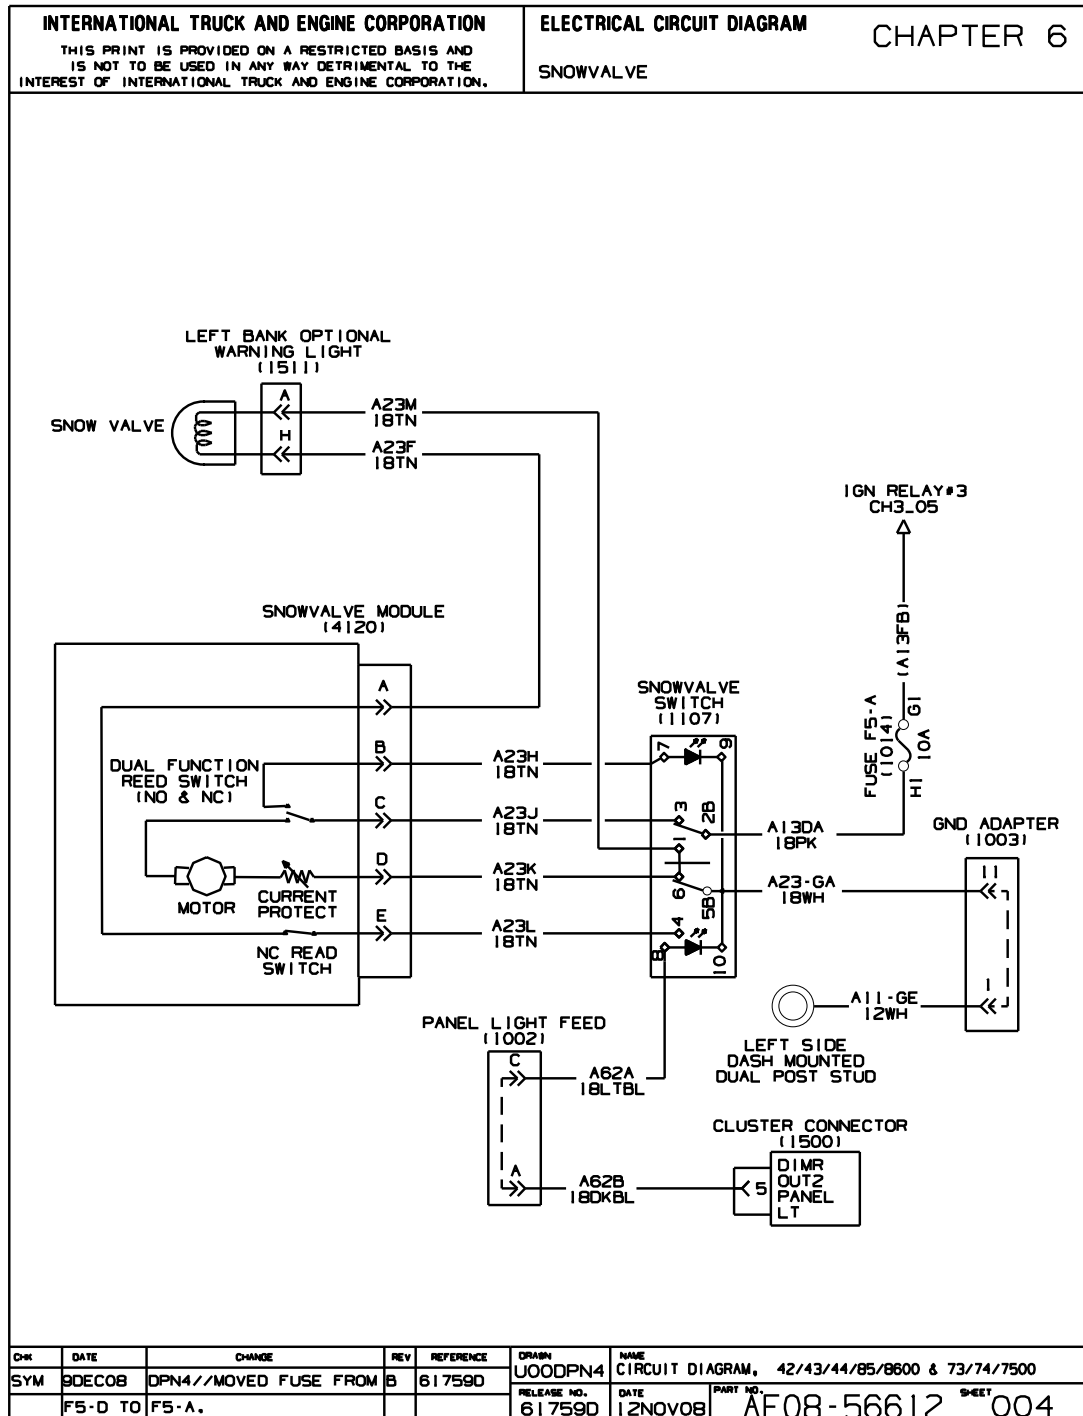 INTERNATIONAL TRUCK AND ENGINE CORPORATION
THIS PRINT IS PROVIDED ON A RESTRICTED BASIS AND
IS NOT TO BE USED IN ANY WAY DETRIMENTAL TO THE
INTEREST OF INTERNATIONAL TRUCK AND ENGINE CORPORATION.
ELECTRICAL CIRCUIT DIAGRAM
SNOWVALVE
CHAPTER 6
LEFT BANK OPTIONAL
WARNING LIGHT
(1511)
SNOW VALVE
A
H
A23M
18TN
A23F
18TN
IGN RELAY#3
CH3_05
(A13FB)
G1
FUSE F5-A
(1014)
10A
H1
SNOWVALVE MODULE
(4120)
A
B
C
D
E
DUAL FUNCTION
REED SWITCH
(NO & NC)
MOTOR
CURRENT
PROTECT
NC READ
SWITCH
A23H
18TN
A23J
18TN
A23K
18TN
A23L
18TN
SNOWVALVE
SWITCH
(1107)
7
9
3
2B
1
6
5B
4
8
10
A13DA
18PK
A23-GA
18WH
GND ADAPTER
(1003)
11
1
A11-GE
12WH
LEFT SIDE
DASH MOUNTED
DUAL POST STUD
PANEL LIGHT FEED
(1002)
C
A
A62A
18LTBL
A62B
18DKBL
CLUSTER CONNECTOR
(1500)
5
DIMR
OUT2
PANEL
LT
CHK DATE CHANGE REV REFERENCE
SYM 9DEC08 DPN4//MOVED FUSE FROM B 61759D
F5-D TO F5-A.
DRAWN
U00DPN4
NAME
CIRCUIT DIAGRAM, 42/43/44/85/8600 & 73/74/7500
RELEASE NO.
61759D
DATE
12NOV08
PART NO.
AE08-56612
SHEET
004